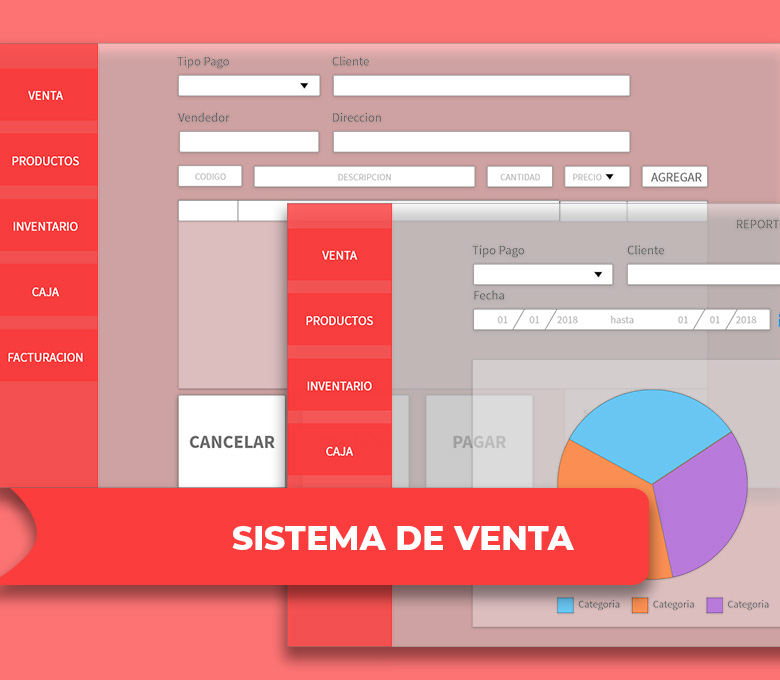 Tipo Pago Cliente
VENTA
Vendedor Direccion
PRODUCTOS
CODIGO DESCRIPCION CANTIDAD PRECIO AGREGAR
INVENTARIO
CAJA
FACTURACION
CANCELAR
PAGAR
VENTA
PRODUCTOS
INVENTARIO
CAJA
Tipo Pago Cliente
Fecha
01 / 01 / 2018 hasta 01 / 01 / 2018
SISTEMA DE VENTA
Categoria Categoria Categoria